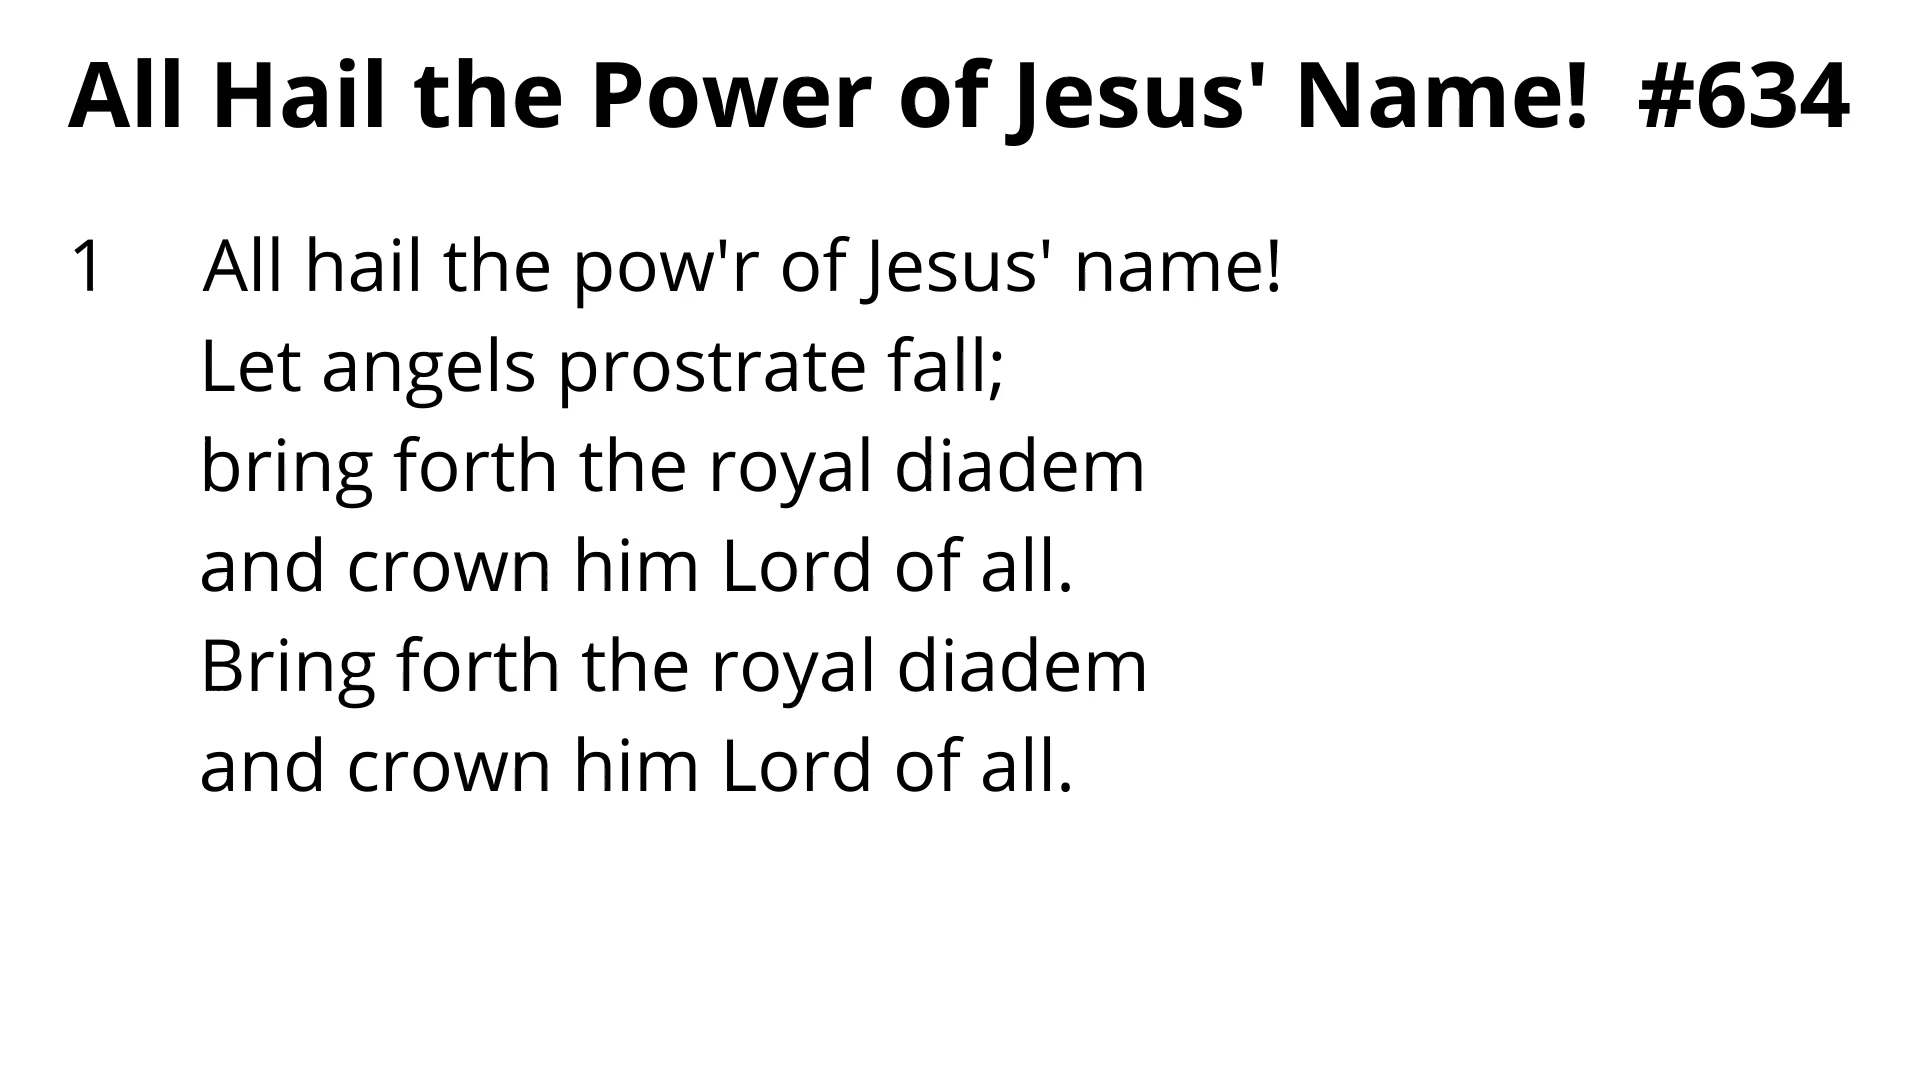 All Hail the Power of Jesus' Name!  #634
1 All hail the pow'r of Jesus' name!
Let angels prostrate fall;
bring forth the royal diadem
and crown him Lord of all.
Bring forth the royal diadem
and crown him Lord of all.